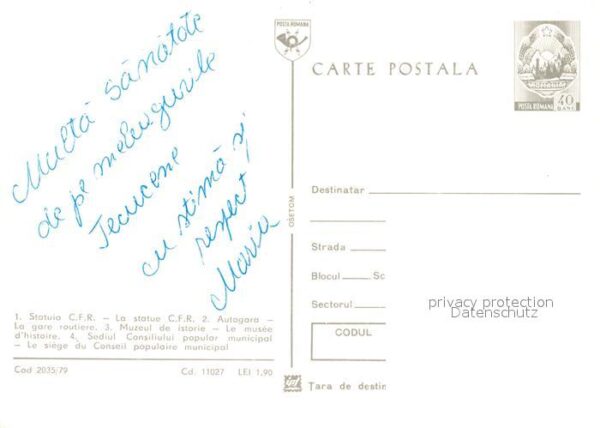 Multă sănătate
de pe meleagurile
Tecucene
cu stimă și
respect
Maria
1. Statuia C.F.R. — La statue C.F.R. 2. Autogara —
La gare routiere. 3. Muzeul de istorie — Le musée
d'histoire. 4. Sediul Consiliului popular municipal
— Le siège du Conseil populaire municipal
Cod 2035/79 Cd. 11027 LEI 1,90
OSETOM
POSTA ROMANA
CARTE POSTALA
POSTA ROMANA 40 BANI
Destinatar
Strada
Blocul Sc
Sectorul
privacy protection
Datenschutz
CODUL
Țara de destin